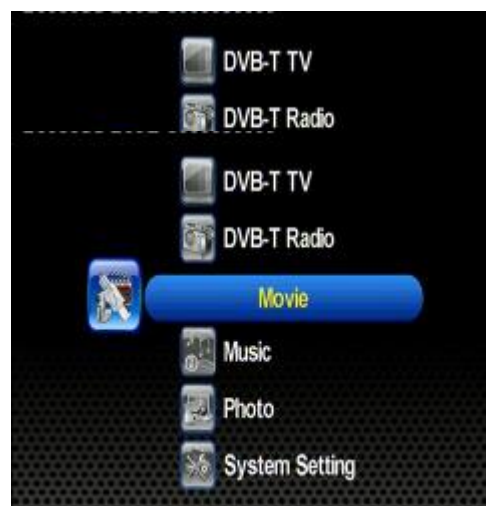 DVB-T TV
DVB-T Radio
DVB-T TV
DVB-T Radio
Movie
Music
Photo
System Setting